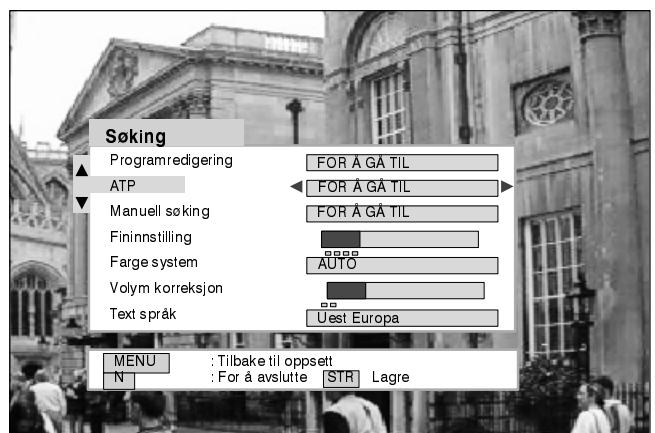 Søking
Programredigering FOR Å GÅ TIL
ATP FOR Å GÅ TIL
Manuell søking FOR Å GÅ TIL
Fininnstilling
Farge system AUTO
Volym korreksjon
Text språk Uest Europa
MENU : Tilbake til oppsett
N : For å avslutte STR Lagre